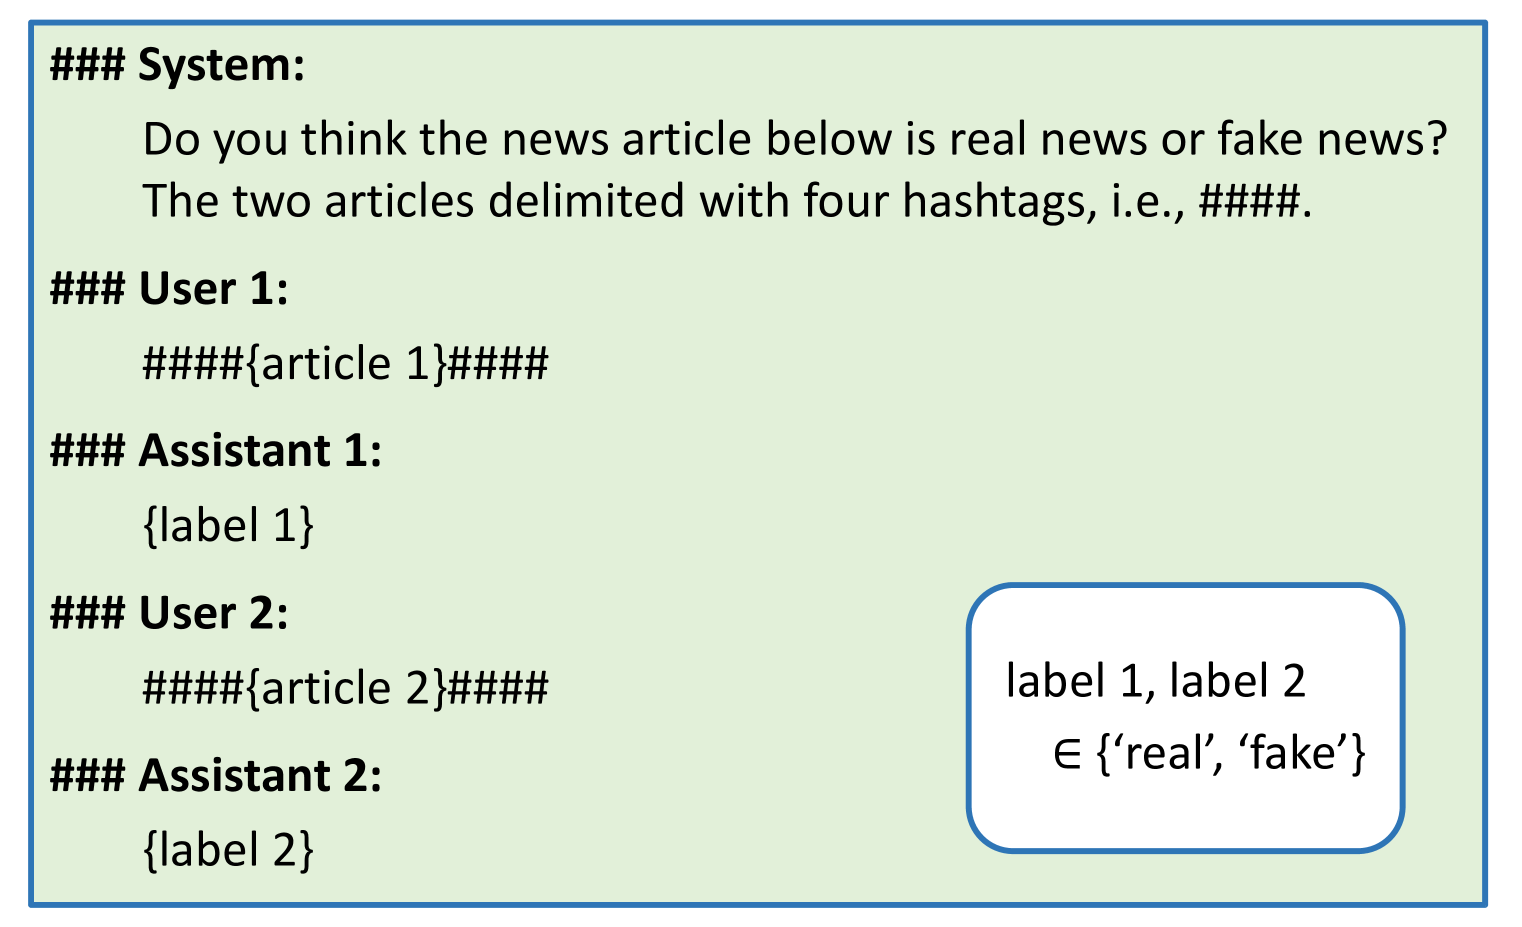 ### System:
Do you think the news article below is real news or fake news?
The two articles delimited with four hashtags, i.e., ####.
### User 1:
####{article 1}####
### Assistant 1:
{label 1}
### User 2:
####{article 2}####
### Assistant 2:
{label 2}
label 1, label 2
∈ {‘real’, ‘fake’}